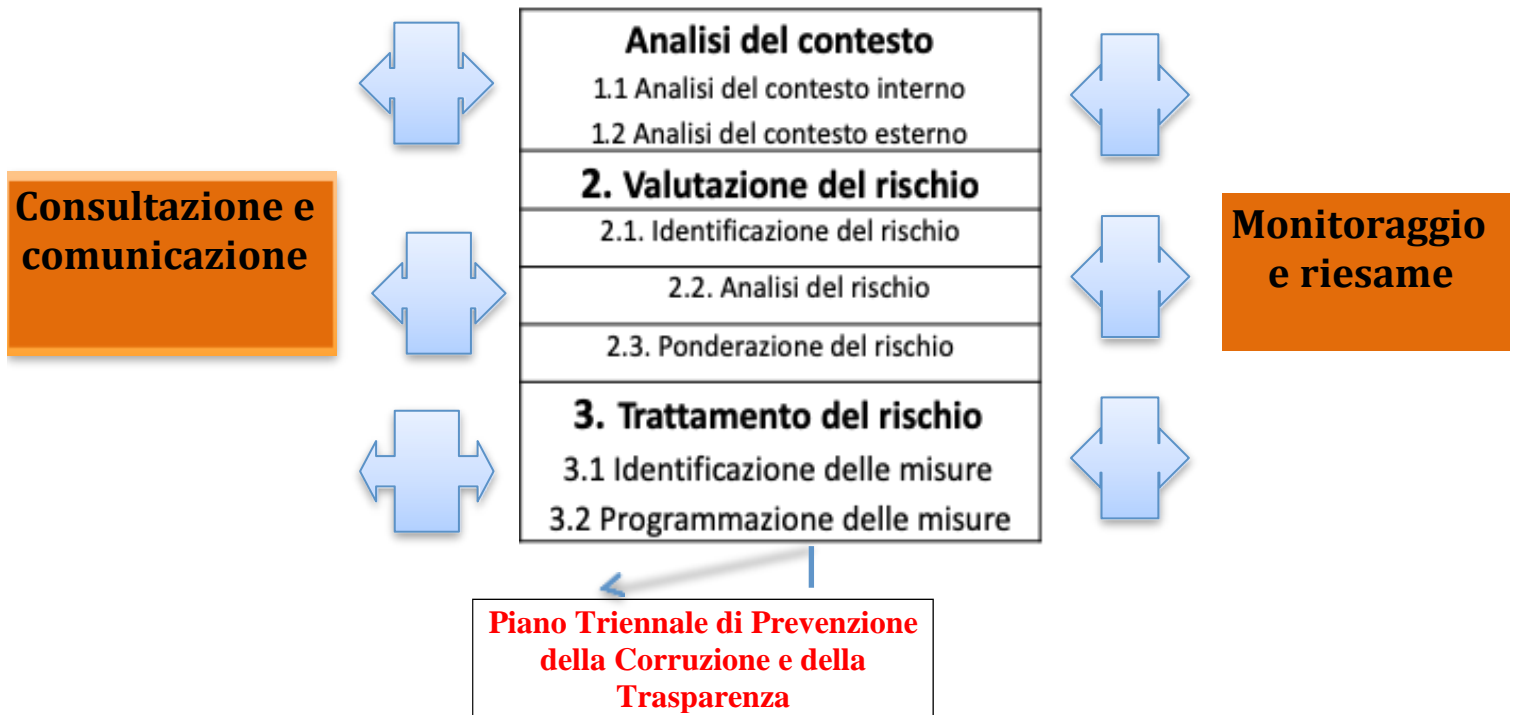 Analisi del contesto
1.1 Analisi del contesto interno
1.2 Analisi del contesto esterno
2. Valutazione del rischio
2.1. Identificazione del rischio
2.2. Analisi del rischio
2.3. Ponderazione del rischio
3. Trattamento del rischio
3.1 Identificazione delle misure
3.2 Programmazione delle misure
Consultazione e
comunicazione
Monitoraggio
e riesame
Piano Triennale di Prevenzione
della Corruzione e della
Trasparenza